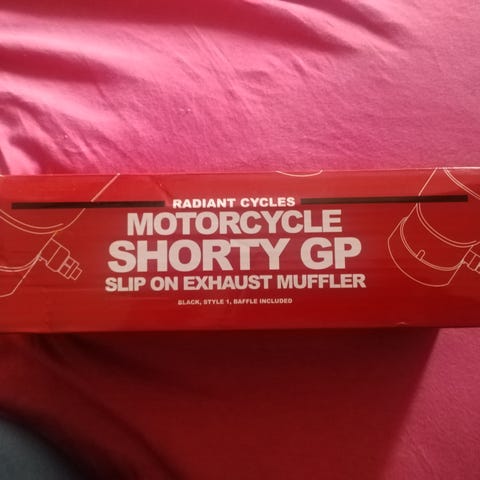 RADIANT CYCLES
MOTORCYCLE
SHORTY GP
SLIP ON EXHAUST MUFFLER
BLACK, STYLE 1, BAFFLE INCLUDED